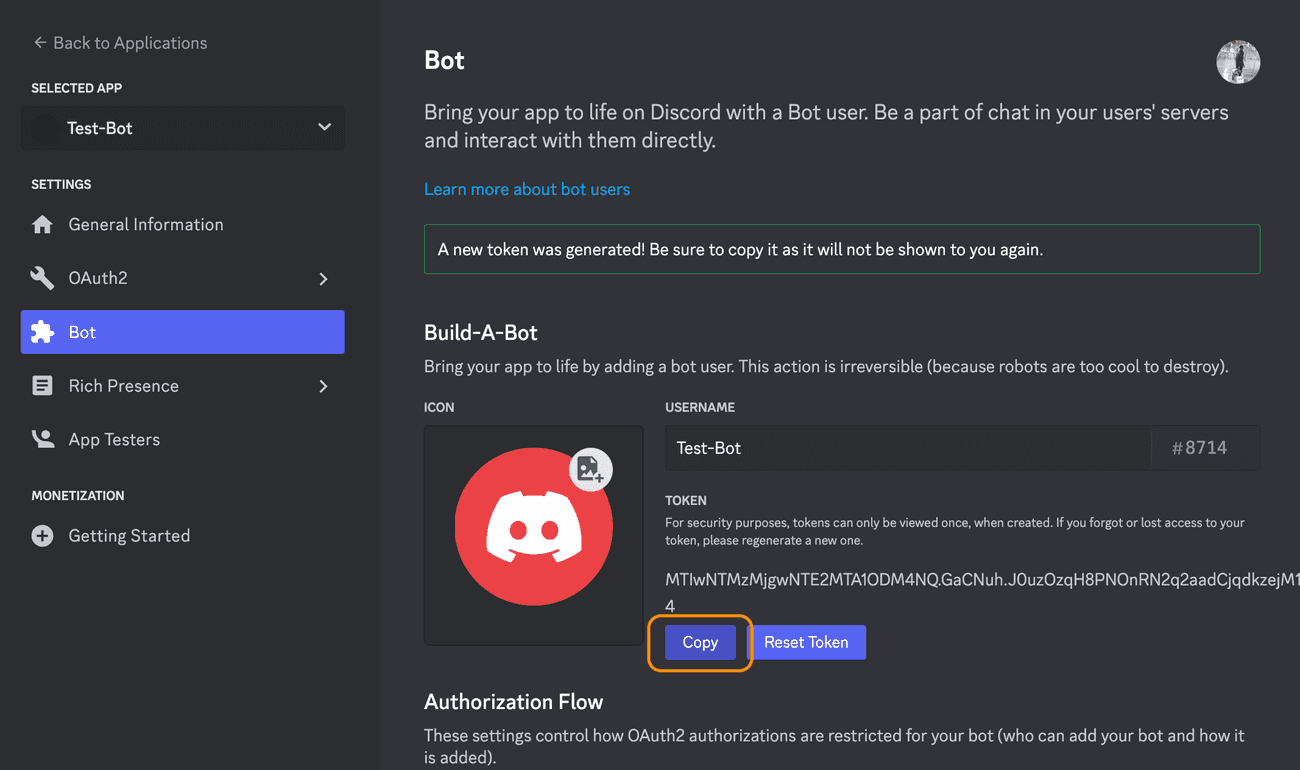 Back to Applications
SELECTED APP
Test-Bot
SETTINGS
General Information
OAuth2
Bot
Rich Presence
App Testers
MONETIZATION
Getting Started
Bot
Bring your app to life on Discord with a Bot user. Be a part of chat in your users' servers
and interact with them directly.
Learn more about bot users
A new token was generated! Be sure to copy it as it will not be shown to you again.
Build-A-Bot
Bring your app to life by adding a bot user. This action is irreversible (because robots are too cool to destroy).
ICON
USERNAME
Test-Bot
#8714
TOKEN
For security purposes, tokens can only be viewed once, when created. If you forgot or lost access to your
token, please regenerate a new one.
MTIwNTMzMjgwNTE2MTA1ODM4NQ.GaCNuh.J0uzOzqH8PNOnRN2q2aadCjqdkzejM1
4
Copy
Reset Token
Authorization Flow
These settings control how OAuth2 authorizations are restricted for your bot (who can add your bot and how it
is added).